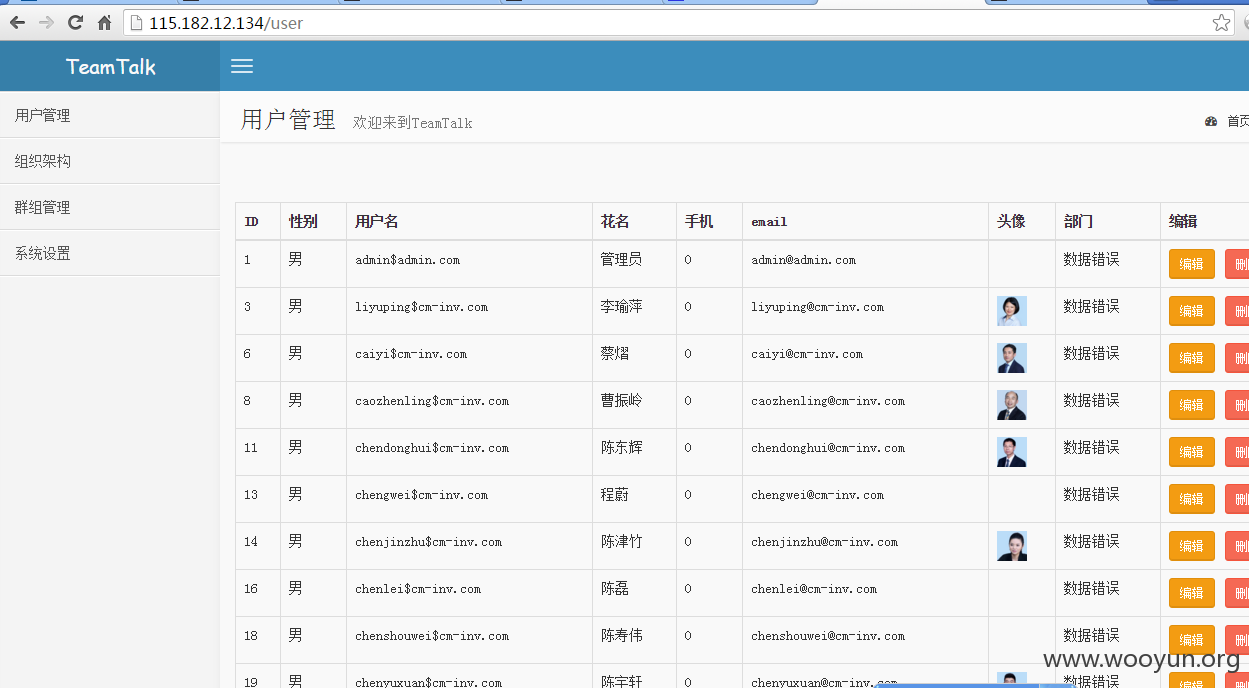 115.182.12.134/user
TeamTalk
用户管理
组织架构
群组管理
系统设置
用户管理 欢迎来到TeamTalk
首页
ID 性别 用户名 花名 手机 email 头像 部门 编辑
1 男 admin$admin.com 管理员 0 admin@admin.com 数据错误 编辑 删
3 男 liyuping$cm-inv.com 李瑜萍 0 liyuping@cm-inv.com 数据错误 编辑 删
6 男 caiyi$cm-inv.com 蔡熠 0 caiyi@cm-inv.com 数据错误 编辑 删
8 男 caozhenling$cm-inv.com 曹振岭 0 caozhenling@cm-inv.com 数据错误 编辑 删
11 男 chendonghui$cm-inv.com 陈东辉 0 chendonghui@cm-inv.com 数据错误 编辑 删
13 男 chengwei$cm-inv.com 程蔚 0 chengwei@cm-inv.com 数据错误 编辑 删
14 男 chenjinzhu$cm-inv.com 陈津竹 0 chenjinzhu@cm-inv.com 数据错误 编辑 删
16 男 chenlei$cm-inv.com 陈磊 0 chenlei@cm-inv.com 数据错误 编辑 删
18 男 chenshouwei$cm-inv.com 陈寿伟 0 chenshouwei@cm-inv.com 数据错误 编辑 删
19 男 chenyuxuan$cm-inv.com 陈宇轩 0 chenyuxuan@cm-inv.com 数据错误 编辑 删
www.wooyun.org